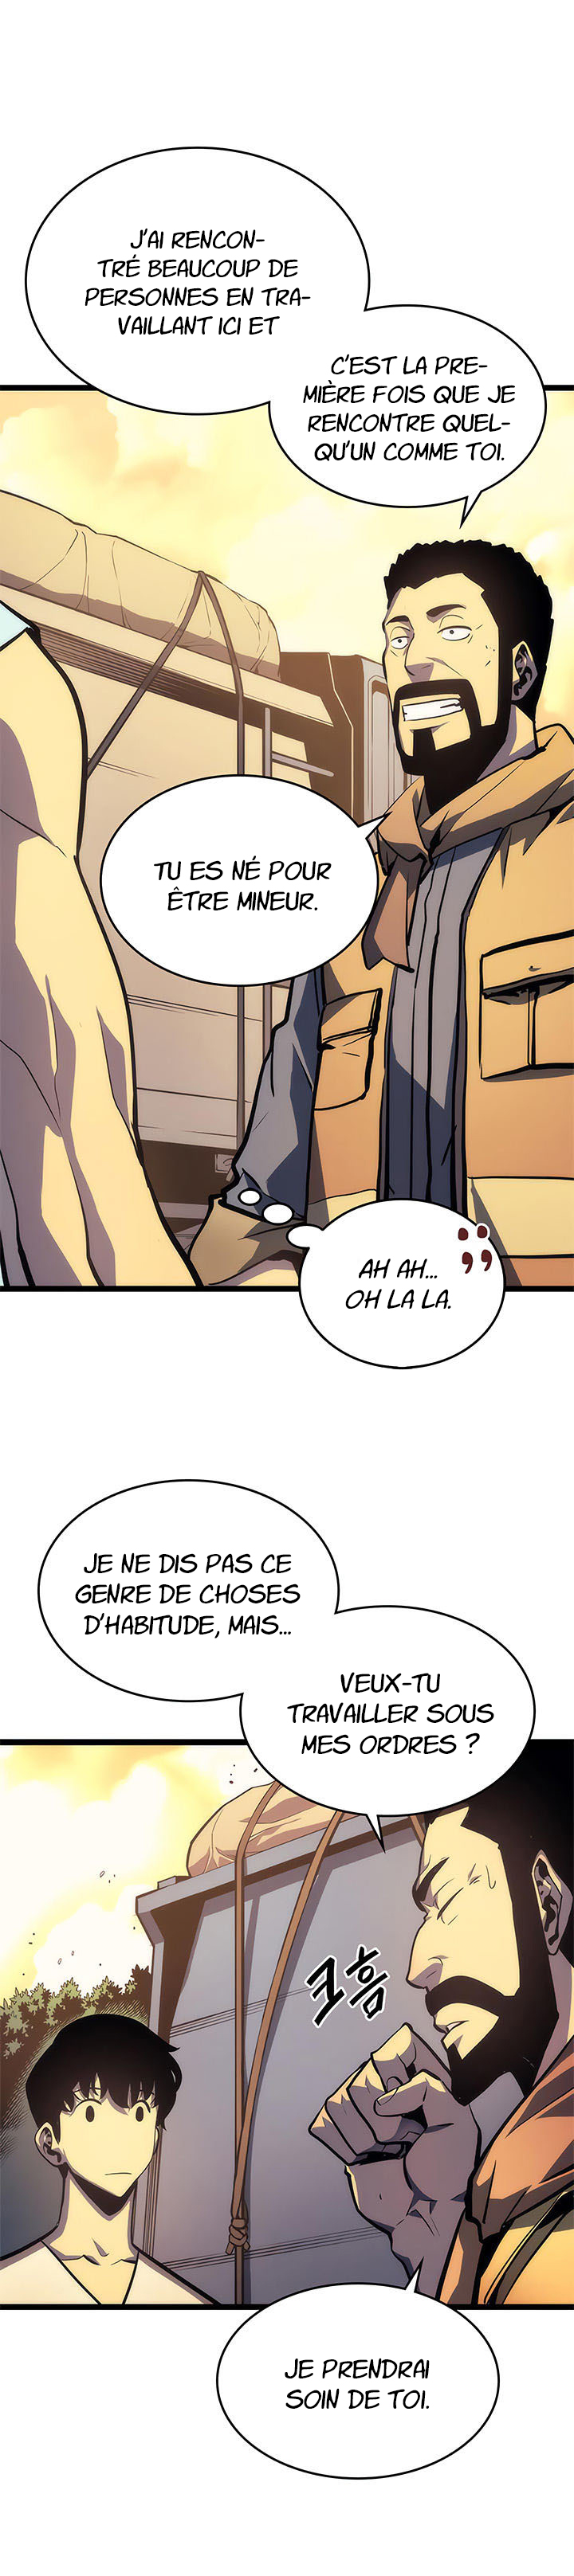 J'AI RENCON-
TRÉ BEAUCOUP DE
PERSONNES EN TRA-
VAILLANT ICI ET
C'EST LA PRE-
MIÈRE FOIS QUE JE
RENCONTRE QUEL-
QU'UN COMME TOI.
TU ES NÉ POUR
ÊTRE MINEUR.
AH AH...
OH LA LA.
JE NE DIS PAS CE
GENRE DE CHOSES
D'HABITUDE, MAIS...
VEUX-TU
TRAVAILLER SOUS
MES ORDRES ?
크흠
JE PRENDRAI
SOIN DE TOI.